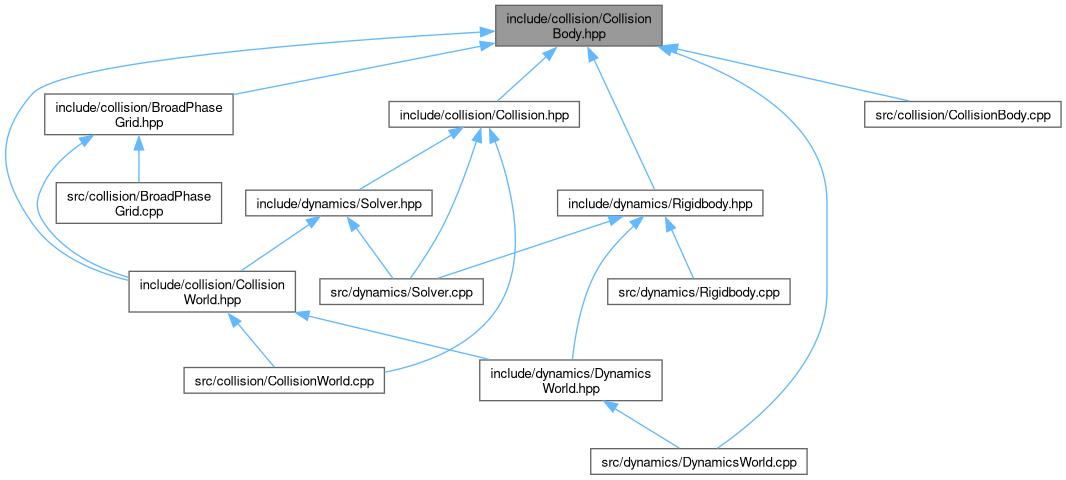 include/collision/Collision
Body.hpp
include/collision/BroadPhase
Grid.hpp
include/collision/Collision.hpp
src/collision/CollisionBody.cpp
src/collision/BroadPhase
Grid.cpp
include/dynamics/Solver.hpp
include/dynamics/Rigidbody.hpp
include/collision/Collision
World.hpp
src/dynamics/Solver.cpp
src/dynamics/Rigidbody.cpp
src/collision/CollisionWorld.cpp
include/dynamics/Dynamics
World.hpp
src/dynamics/DynamicsWorld.cpp